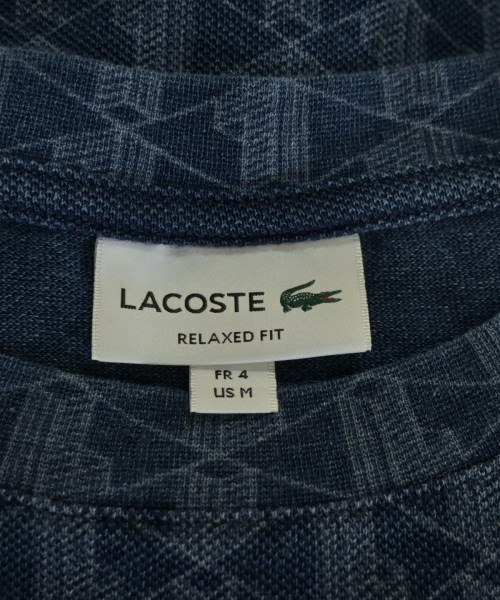 LACOSTE
RELAXED FIT
FR 4
US M